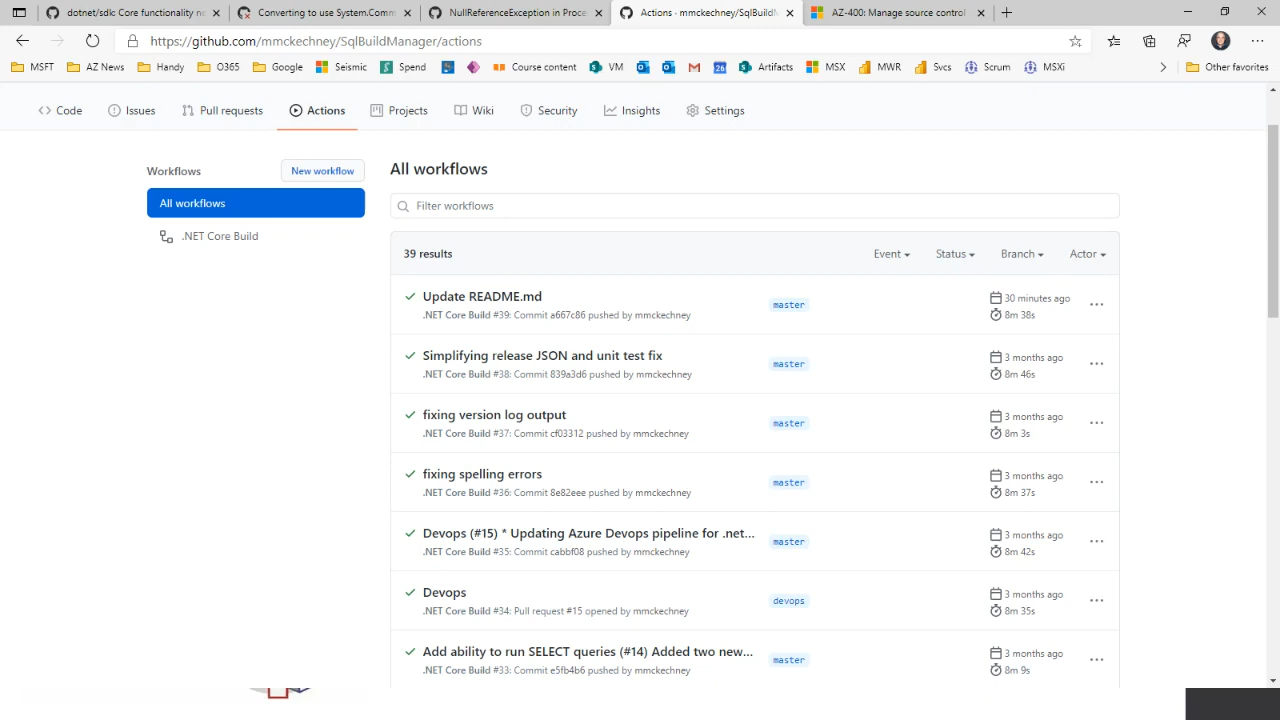 dotnet/core: Core functionality ne
Converting to use System.Comm
NullReferenceException in Proce
Actions · mmckechney/SqlBuildM
AZ-400: Manage source control
https://github.com/mmckechney/SqlBuildManager/actions
MSFT
AZ News
Handy
O365
Google
Seismic
Spend
Course content
VM
26
Artifacts
MSX
MWR
Svcs
Scrum
MSXi
Other favorites
Code
Issues
Pull requests
Actions
Projects
Wiki
Security
Insights
Settings
Workflows
New workflow
All workflows
.NET Core Build
All workflows
Filter workflows
39 results
Event
Status
Branch
Actor
Update README.md
.NET Core Build #39: Commit a667c86 pushed by mmckechney
master
30 minutes ago
8m 38s
Simplifying release JSON and unit test fix
.NET Core Build #38: Commit 839a3d6 pushed by mmckechney
master
3 months ago
8m 46s
fixing version log output
.NET Core Build #37: Commit cf03312 pushed by mmckechney
master
3 months ago
8m 3s
fixing spelling errors
.NET Core Build #36: Commit 8e82eee pushed by mmckechney
master
3 months ago
8m 37s
Devops (#15) * Updating Azure Devops pipeline for .net...
.NET Core Build #35: Commit cabbf08 pushed by mmckechney
master
3 months ago
8m 42s
Devops
.NET Core Build #34: Pull request #15 opened by mmckechney
devops
3 months ago
8m 35s
Add ability to run SELECT queries (#14) Added two new...
.NET Core Build #33: Commit e5fb4b6 pushed by mmckechney
master
3 months ago
8m 9s